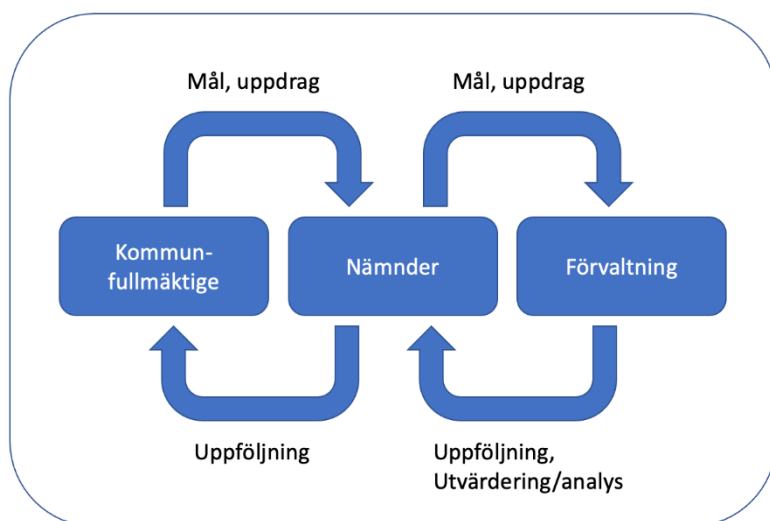 Mål, uppdrag
Mål, uppdrag
Kommun-
fullmäktige
Nämnder
Förvaltning
Uppföljning
Uppföljning,
Utvärdering/analys